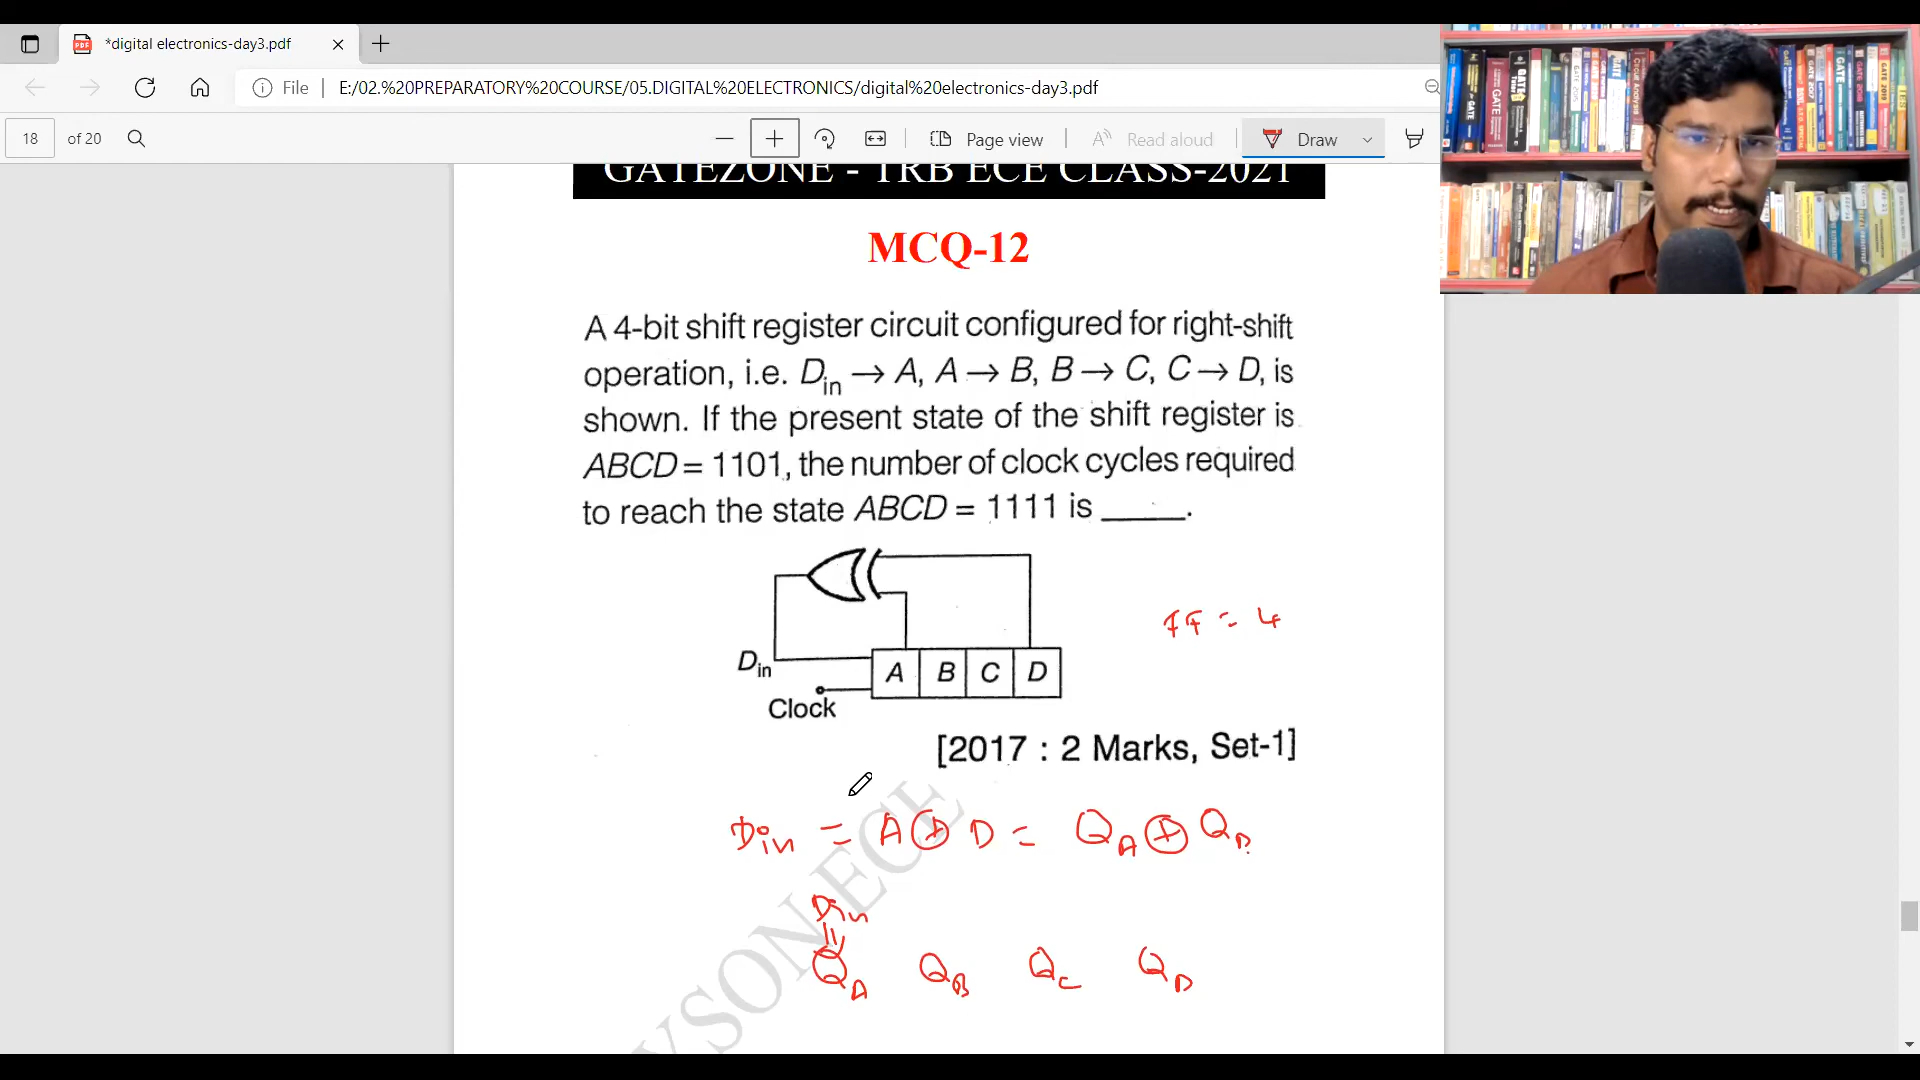 *digital electronics-day3.pdf
File
E:/02.%20PREPARATORY%20COURSE/05.DIGITAL%20ELECTRONICS/digital%20electronics-day3.pdf
18 of 20
Page view
Read aloud
Draw
GATEZONE - TRB ECE CLASS-2021
MCQ-12
A 4-bit shift register circuit configured for right-shift
operation, i.e. Din → A, A → B, B → C, C → D, is
shown. If the present state of the shift register is
ABCD = 1101, the number of clock cycles required
to reach the state ABCD = 1111 is _____.
FF = 4
Din
A B C D
Clock
[2017 : 2 Marks, Set-1]
Din = A ⊕ D = QA ⊕ QD
Din
QA QB QC QD